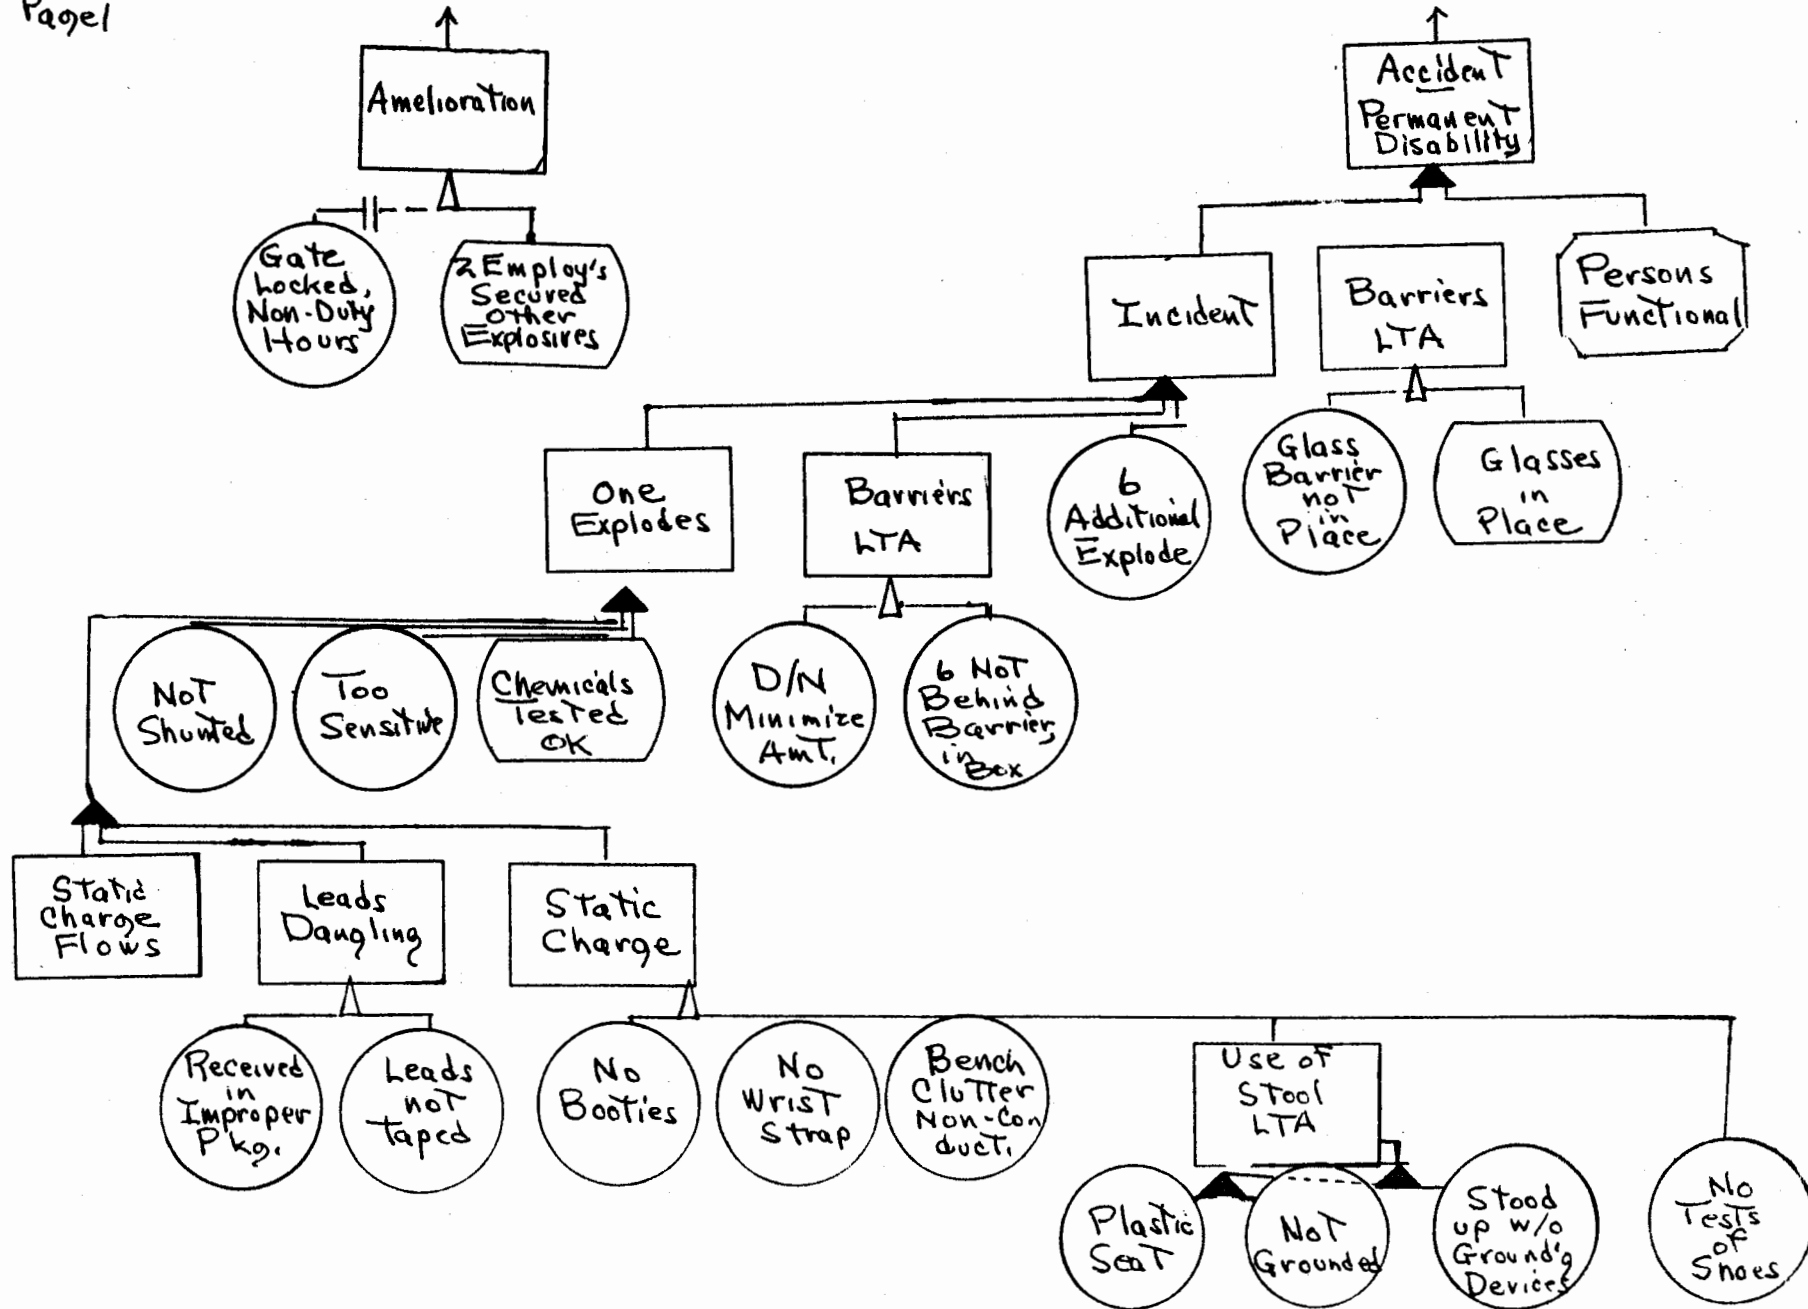 Page1
Amelioration
Accident
Permanent
Disability
Gate
Locked,
Non-Duty
Hours
2 Employ's
Secured
Other
Explosives
Incident
Barriers
LTA
Persons
Functional
One
Explodes
Barriers
LTA
6
Additional
Explode
Glass
Barrier
not
in
Place
Glasses
in
Place
Not
Shunted
Too
Sensitive
Chemicals
Tested
OK
D/N
Minimize
Amt.
6 Not
Behind
Barrier,
in
Box
Static
Charge
Flows
Leads
Dangling
Static
Charge
Received
in
Improper
Pkg.
Leads
not
taped
No
Booties
No
Wrist
Strap
Bench
Clutter
Non-Con
duct.
Use of
Stool
LTA
Plastic
Seat
Not
Grounded
Stood
up w/o
Ground'g
Devices
No
Tests
of
Shoes